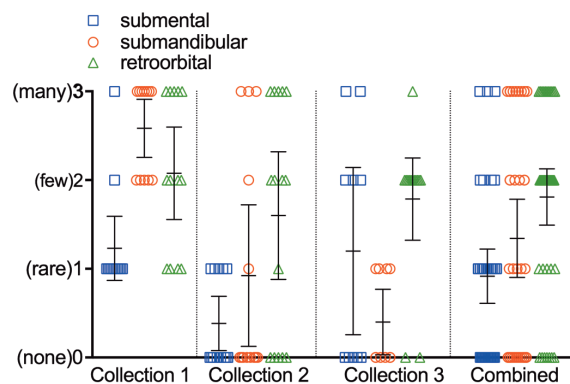 submental
submandibular
retroorbital
(many)3
(few)2
(rare)1
(none)0
Collection 1 Collection 2 Collection 3 Combined